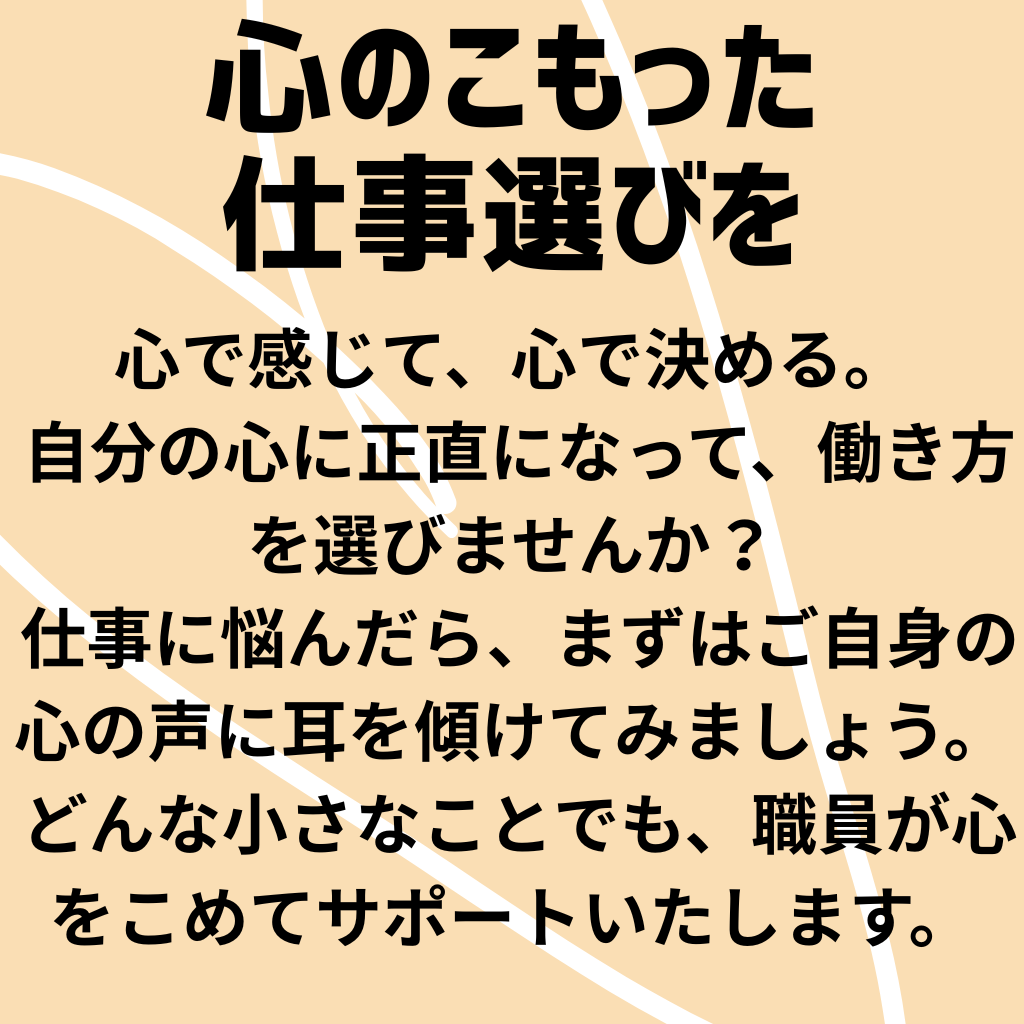 心のこもった
仕事選びを
心で感じて、心で決める。
自分の心に正直になって、働き方
を選びませんか？
仕事に悩んだら、まずはご自身の
心の声に耳を傾けてみましょう。
どんな小さなことでも、職員が心
をこめてサポートいたします。